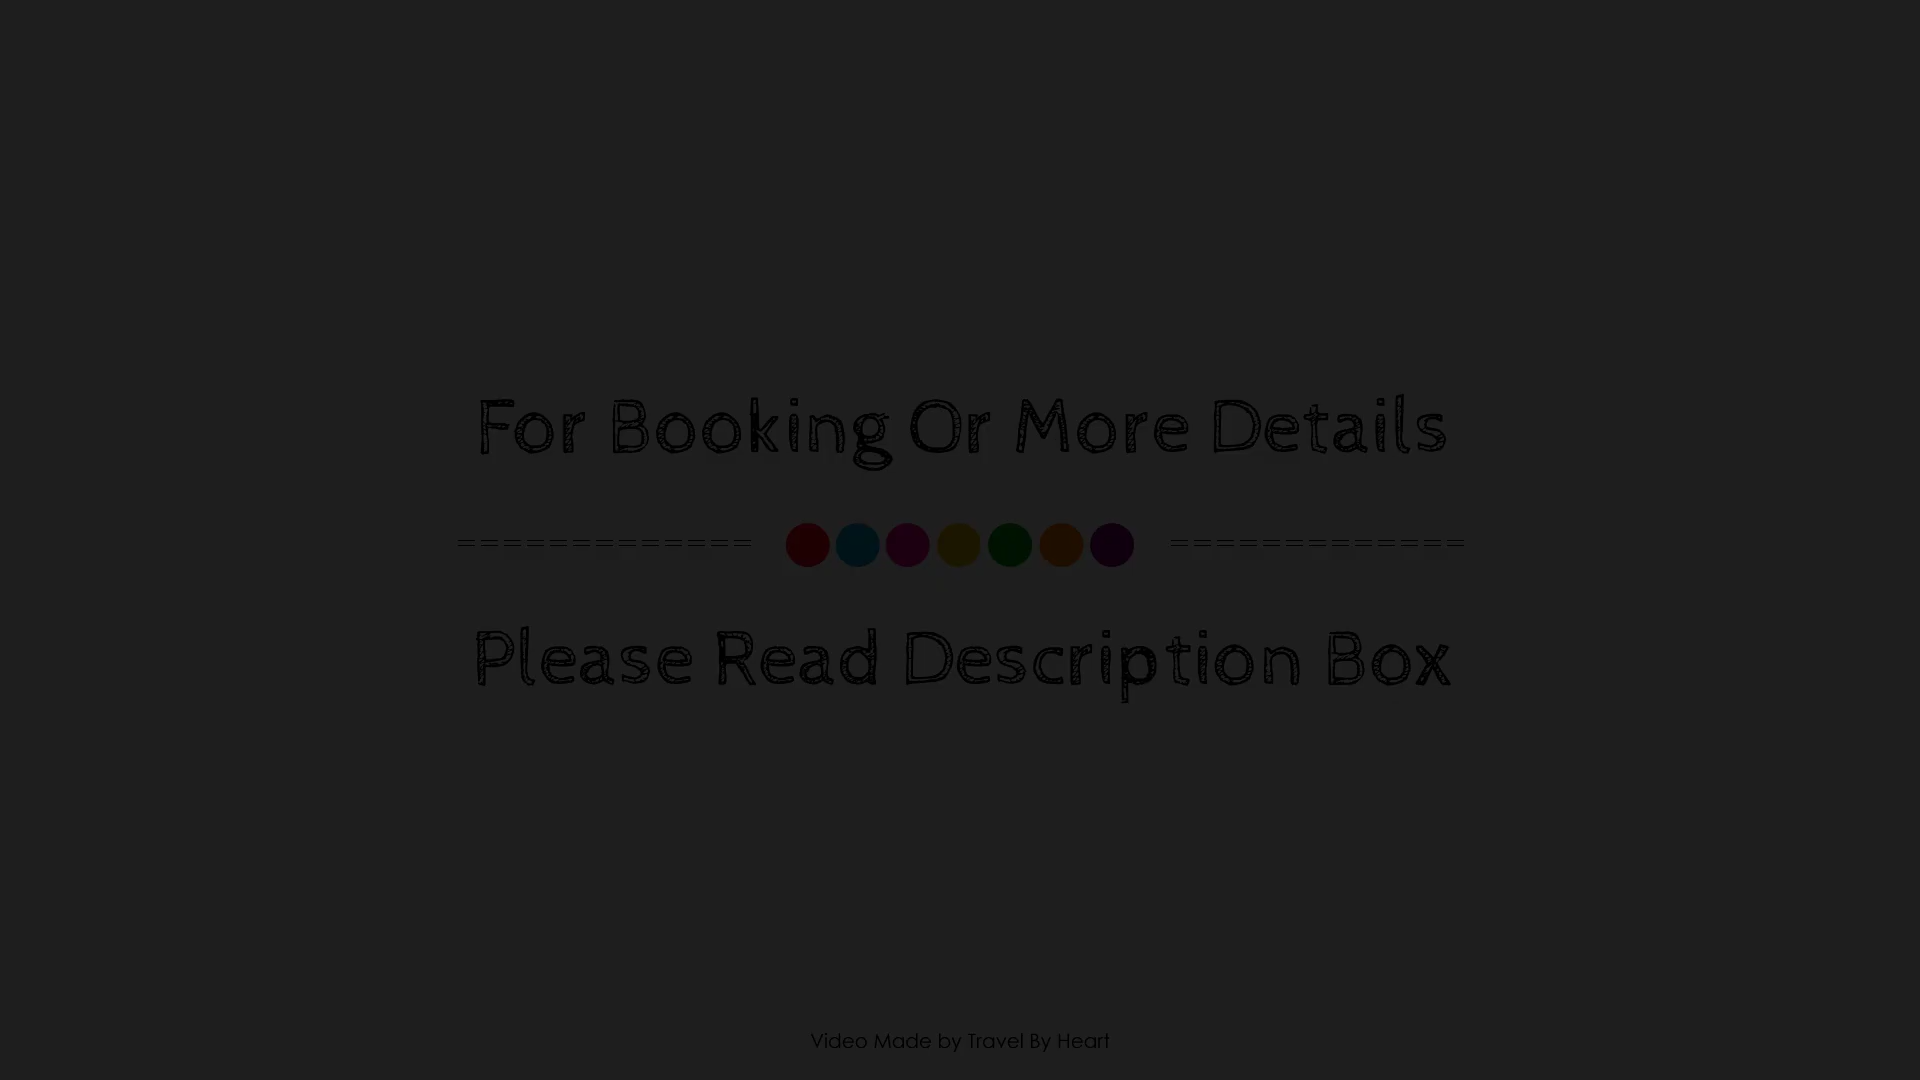 For Booking Or More Details
============= =============
Please Read Description Box
Video Made by Travel By Heart